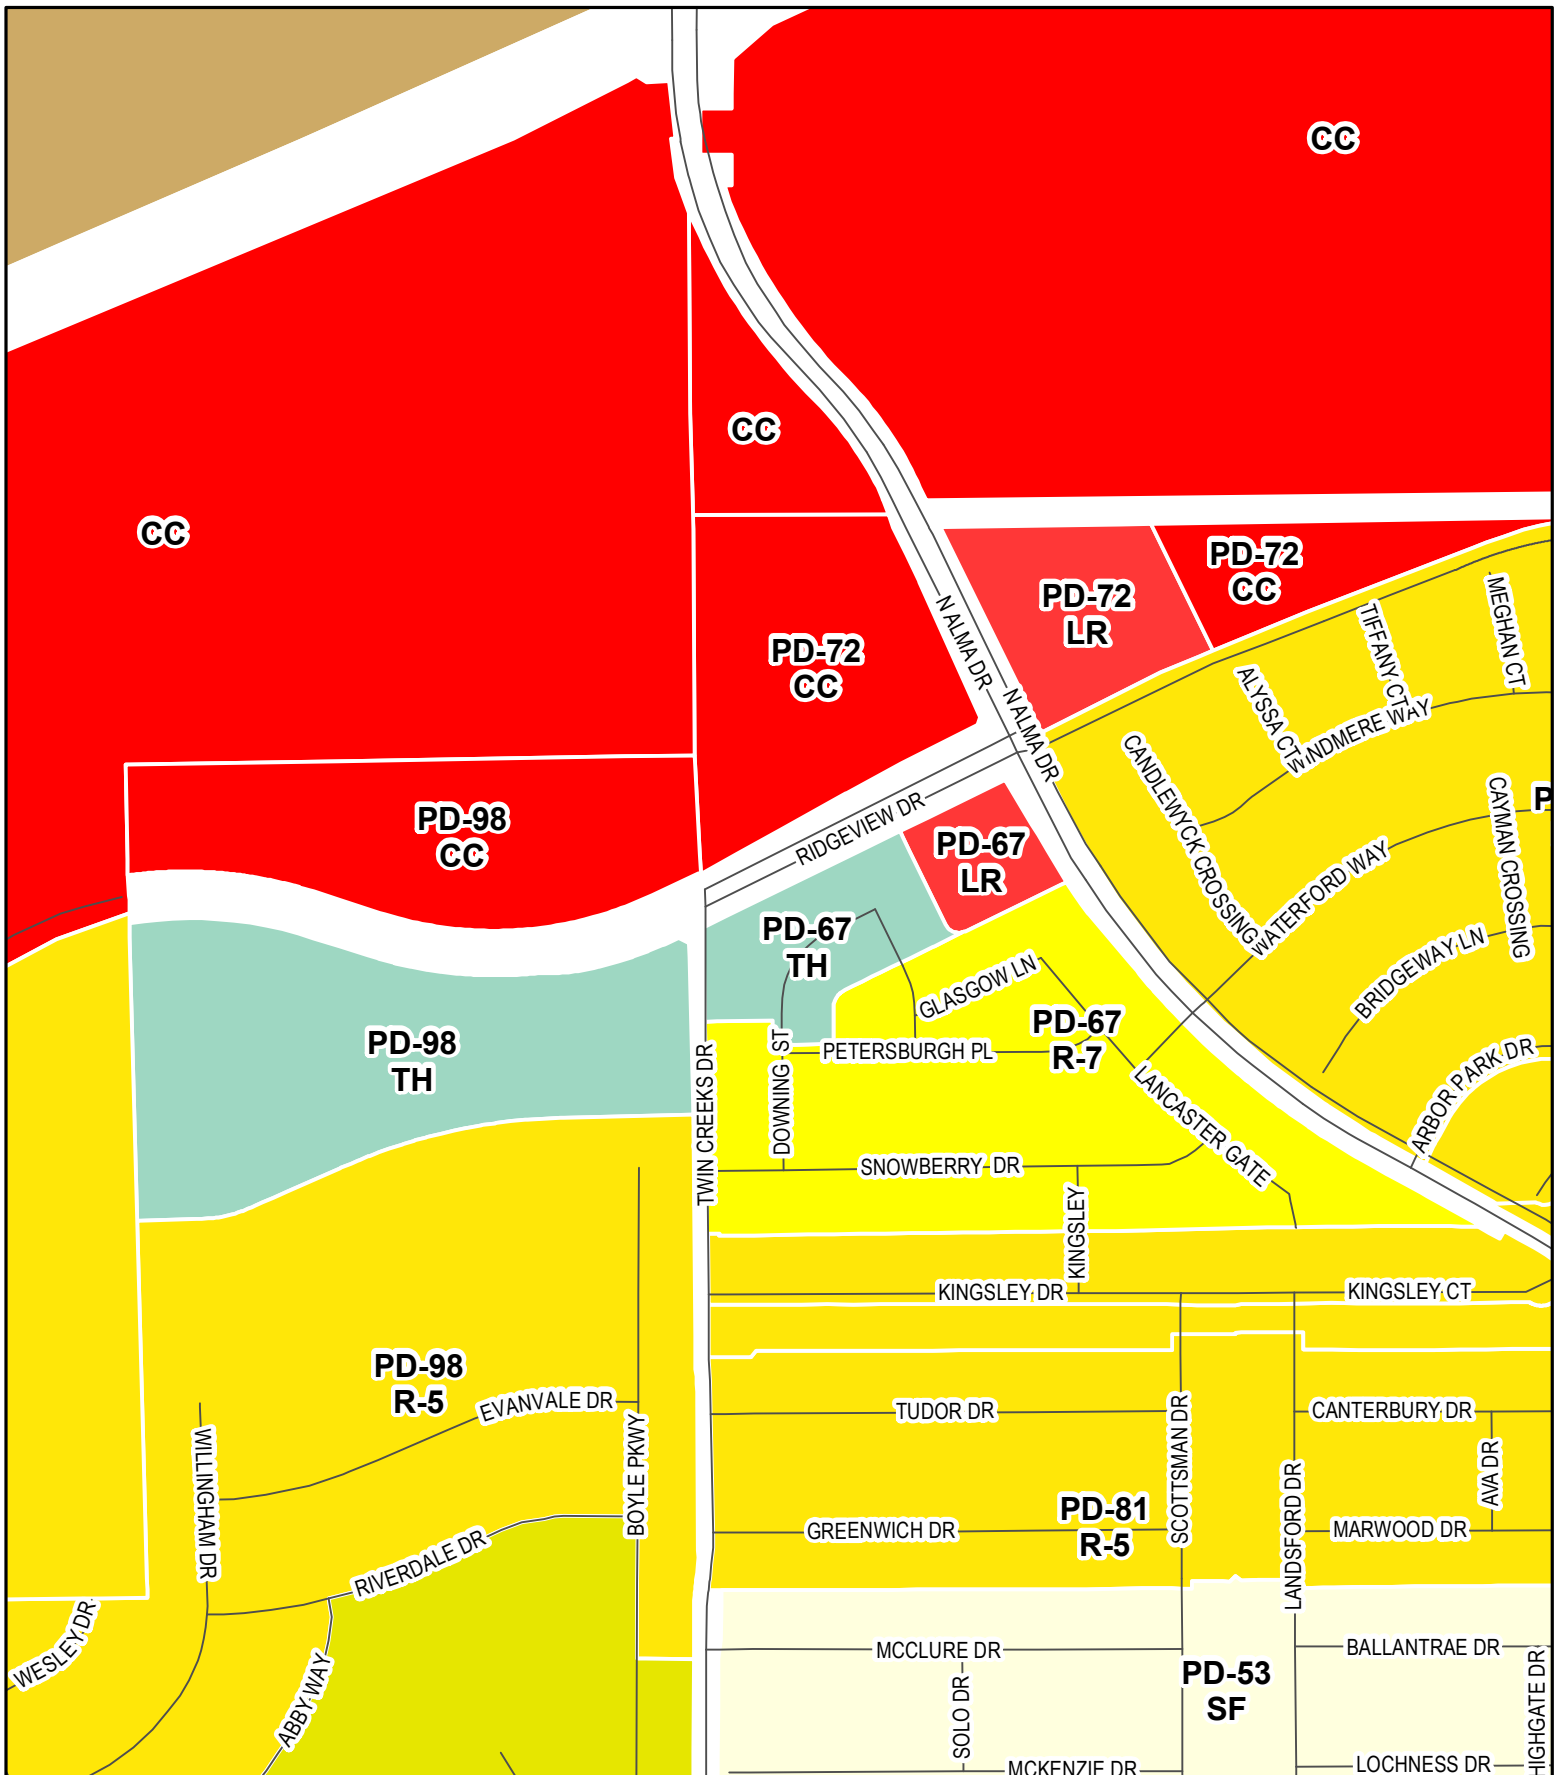 CC
CC
CC
PD-72
CC
PD-72
LR
PD-72
CC
N ALMA DR
N ALMA DR
MEGHAN CT
TIFFANY CT
ALYSSA CT
WINDMERE WAY
CANDLEWYCK CROSSING
CAYMAN CROSSING
P
PD-98
CC
RIDGEVIEW DR
PD-67
LR
WATERFORD WAY
PD-67
TH
BRIDGEWAY LN
GLASGOW LN
PD-98
TH
PD-67
R-7
PETERSBURGH PL
DOWNING ST
TWIN CREEKS DR
LANCASTER GATE
ARBOR PARK DR
SNOWBERRY DR
KINGSLEY
KINGSLEY DR
KINGSLEY CT
PD-98
R-5
EVANVALE DR
TUDOR DR
CANTERBURY DR
SCOTTSMAN DR
WILLINGHAM DR
BOYLE PKWY
AVA DR
LANDSFORD DR
PD-81
R-5
GREENWICH DR
MARWOOD DR
RIVERDALE DR
WESLEY DR
MCCLURE DR
BALLANTRAE DR
ABBY WAY
PD-53
SF
SOLO DR
HIGHGATE DR
MCKENZIE DR
LOCHNESS DR